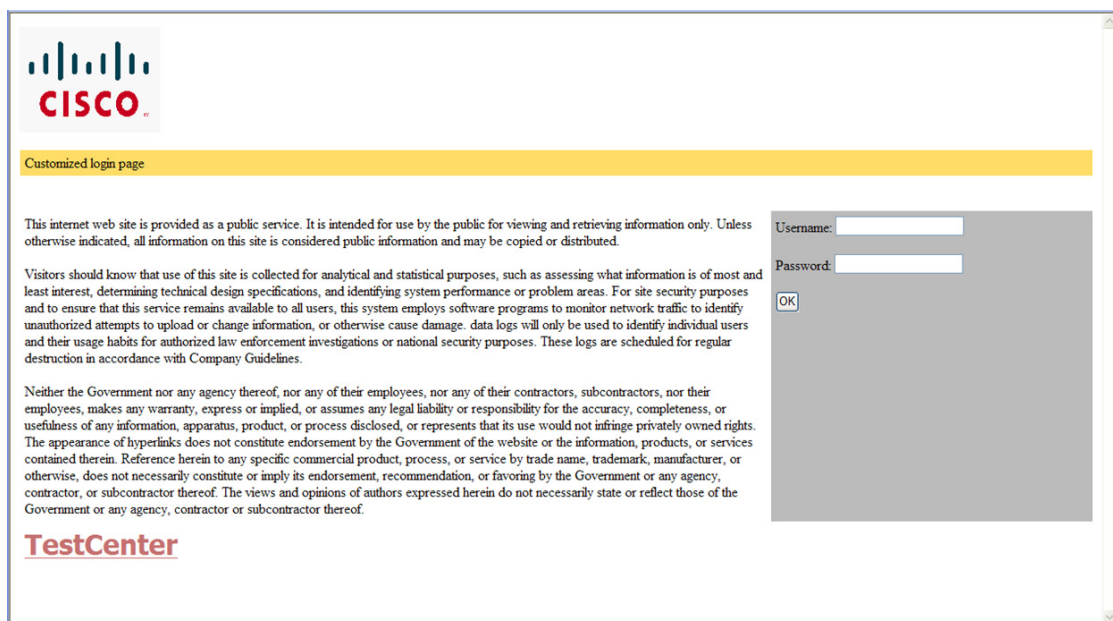 CISCO
Customized login page
This internet web site is provided as a public service. It is intended for use by the public for viewing and retrieving information only. Unless
otherwise indicated, all information on this site is considered public information and may be copied or distributed.
Username:
Visitors should know that use of this site is collected for analytical and statistical purposes, such as assessing what information is of most and
least interest, determining technical design specifications, and identifying system performance or problem areas. For site security purposes
and to ensure that this service remains available to all users, this system employs software programs to monitor network traffic to identify
unauthorized attempts to upload or change information, or otherwise cause damage. data logs will only be used to identify individual users
and their usage habits for authorized law enforcement investigations or national security purposes. These logs are scheduled for regular
destruction in accordance with Company Guidelines.
Password:
OK
Neither the Government nor any agency thereof, nor any of their employees, nor any of their contractors, subcontractors, nor their
employees, makes any warranty, express or implied, or assumes any legal liability or responsibility for the accuracy, completeness, or
usefulness of any information, apparatus, product, or process disclosed, or represents that its use would not infringe privately owned rights.
The appearance of hyperlinks does not constitute endorsement by the Government of the website or the information, products, or services
contained therein. Reference herein to any specific commercial product, process, or service by trade name, trademark, manufacturer, or
otherwise, does not necessarily constitute or imply its endorsement, recommendation, or favoring by the Government or any agency,
contractor, or subcontractor thereof. The views and opinions of authors expressed herein do not necessarily state or reflect those of the
Government or any agency, contractor or subcontractor thereof.
TestCenter